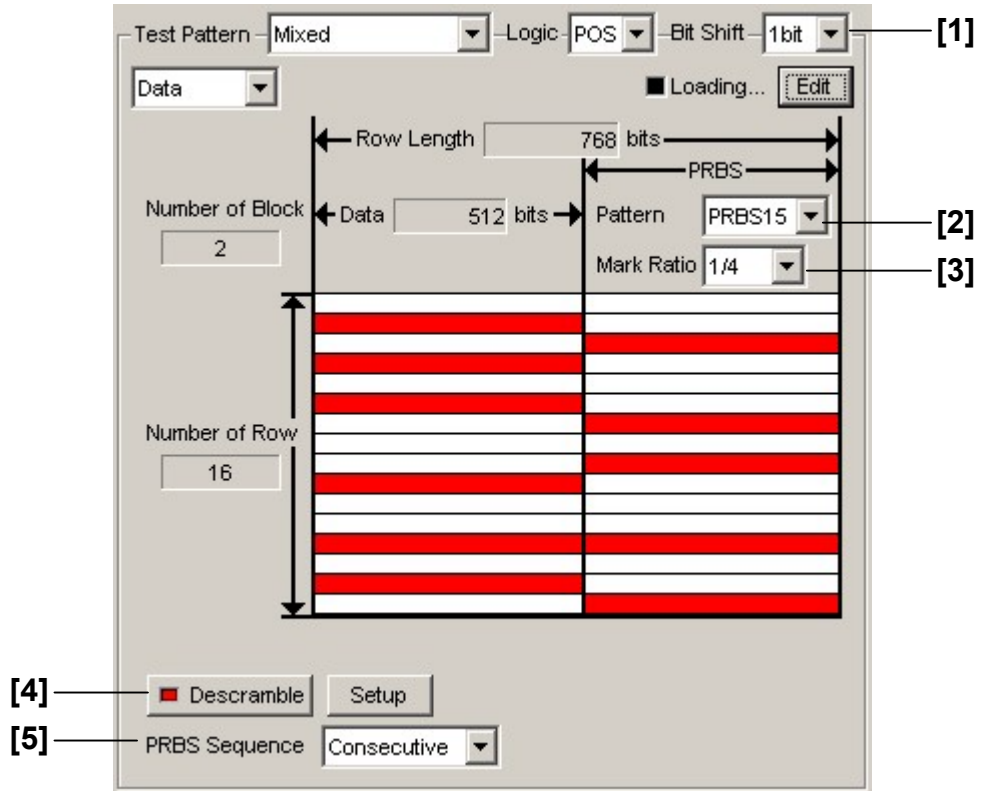 Test Pattern Mixed Logic POS Bit Shift 1bit [1]
Data Loading... Edit
Row Length 768 bits
PRBS
Number of Block Data 512 bits Pattern PRBS15 [2]
2
Mark Ratio 1/4 [3]
Number of Row
16
[4] Descramble Setup
[5] PRBS Sequence Consecutive